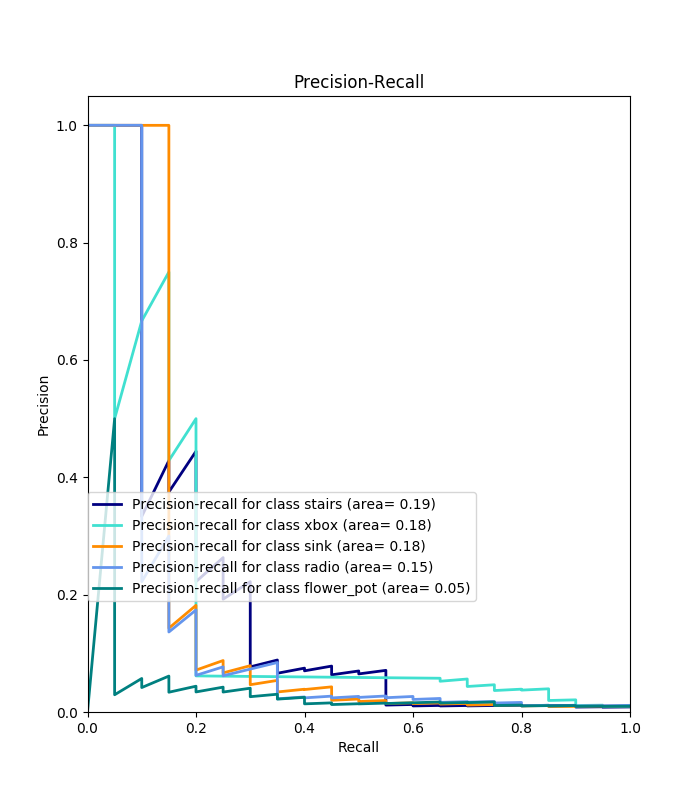 Precision-Recall
1.0
0.8
0.6
0.4
0.2
0.0
Precision
Precision-recall for class stairs (area= 0.19)
Precision-recall for class xbox (area= 0.18)
Precision-recall for class sink (area= 0.18)
Precision-recall for class radio (area= 0.15)
Precision-recall for class flower_pot (area= 0.05)
0.0 0.2 0.4 0.6 0.8 1.0
Recall